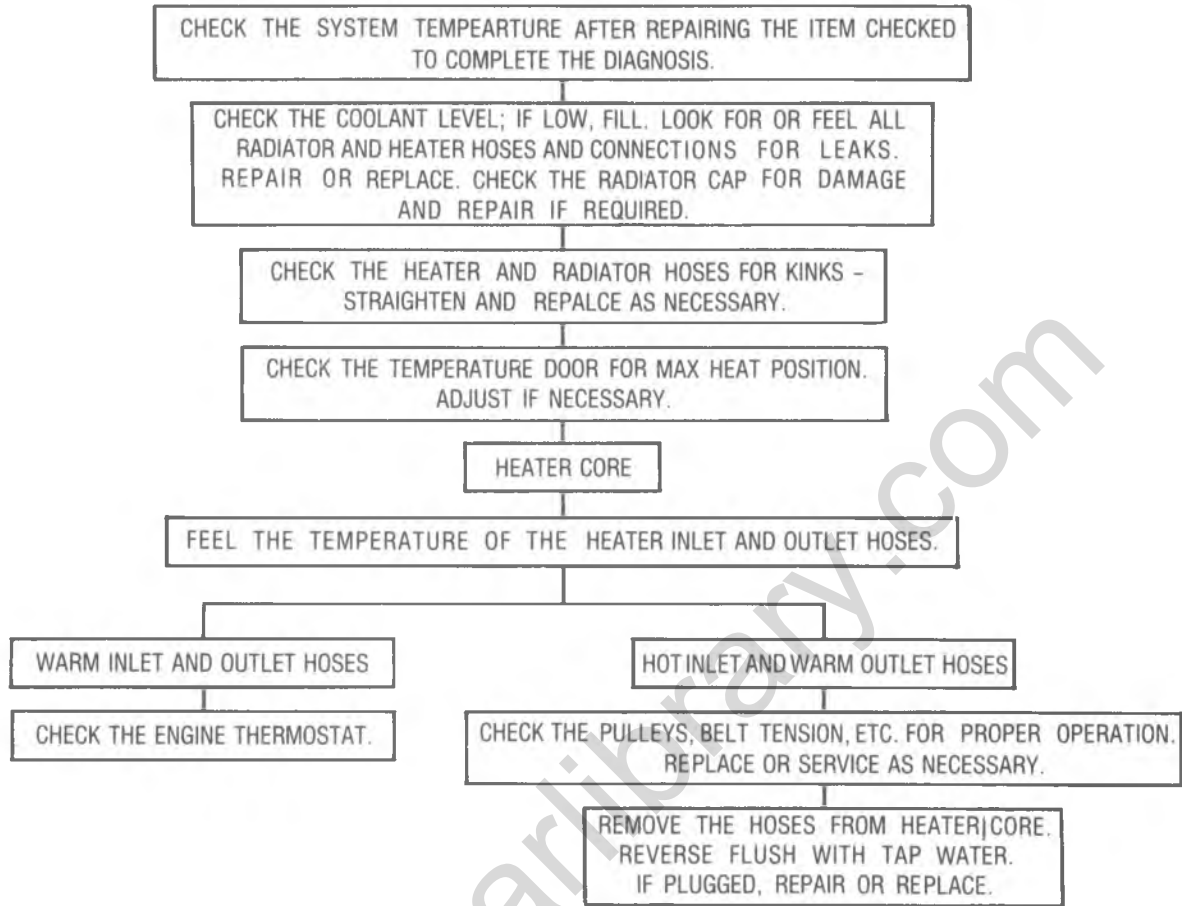 CHECK THE SYSTEM TEMPEARTURE AFTER REPAIRING THE ITEM CHECKED
TO COMPLETE THE DIAGNOSIS.
CHECK THE COOLANT LEVEL; IF LOW, FILL. LOOK FOR OR FEEL ALL
RADIATOR AND HEATER HOSES AND CONNECTIONS FOR LEAKS.
REPAIR OR REPLACE. CHECK THE RADIATOR CAP FOR DAMAGE
AND REPAIR IF REQUIRED.
CHECK THE HEATER AND RADIATOR HOSES FOR KINKS –
STRAIGHTEN AND REPALCE AS NECESSARY.
CHECK THE TEMPERATURE DOOR FOR MAX HEAT POSITION.
ADJUST IF NECESSARY.
HEATER CORE
FEEL THE TEMPERATURE OF THE HEATER INLET AND OUTLET HOSES.
WARM INLET AND OUTLET HOSES
CHECK THE ENGINE THERMOSTAT.
HOT INLET AND WARM OUTLET HOSES
CHECK THE PULLEYS, BELT TENSION, ETC. FOR PROPER OPERATION.
REPLACE OR SERVICE AS NECESSARY.
REMOVE THE HOSES FROM HEATER CORE.
REVERSE FLUSH WITH TAP WATER.
IF PLUGGED, REPAIR OR REPLACE.
arlibrary.com